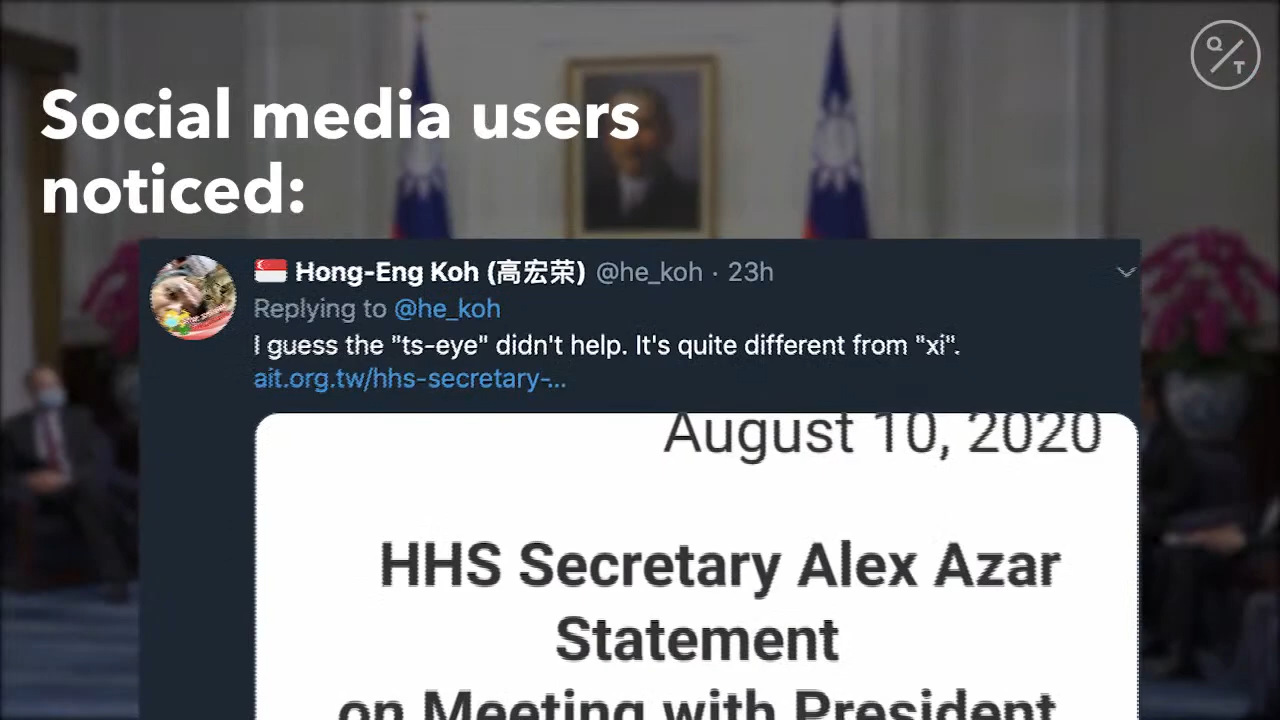 Q T
Social media users
noticed:
Hong-Eng Koh (高宏荣) @he_koh · 23h
Replying to @he_koh
I guess the "ts-eye" didn't help. It's quite different from "xi".
ait.org.tw/hhs-secretary-...
August 10, 2020
HHS Secretary Alex Azar
Statement
on Meeting with President